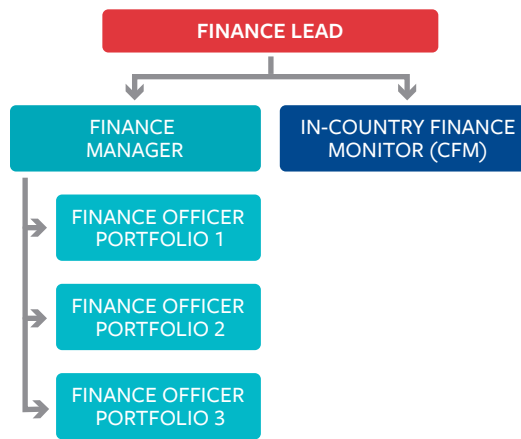 FINANCE LEAD
FINANCE
MANAGER
IN-COUNTRY FINANCE
MONITOR (CFM)
FINANCE OFFICER
PORTFOLIO 1
FINANCE OFFICER
PORTFOLIO 2
FINANCE OFFICER
PORTFOLIO 3